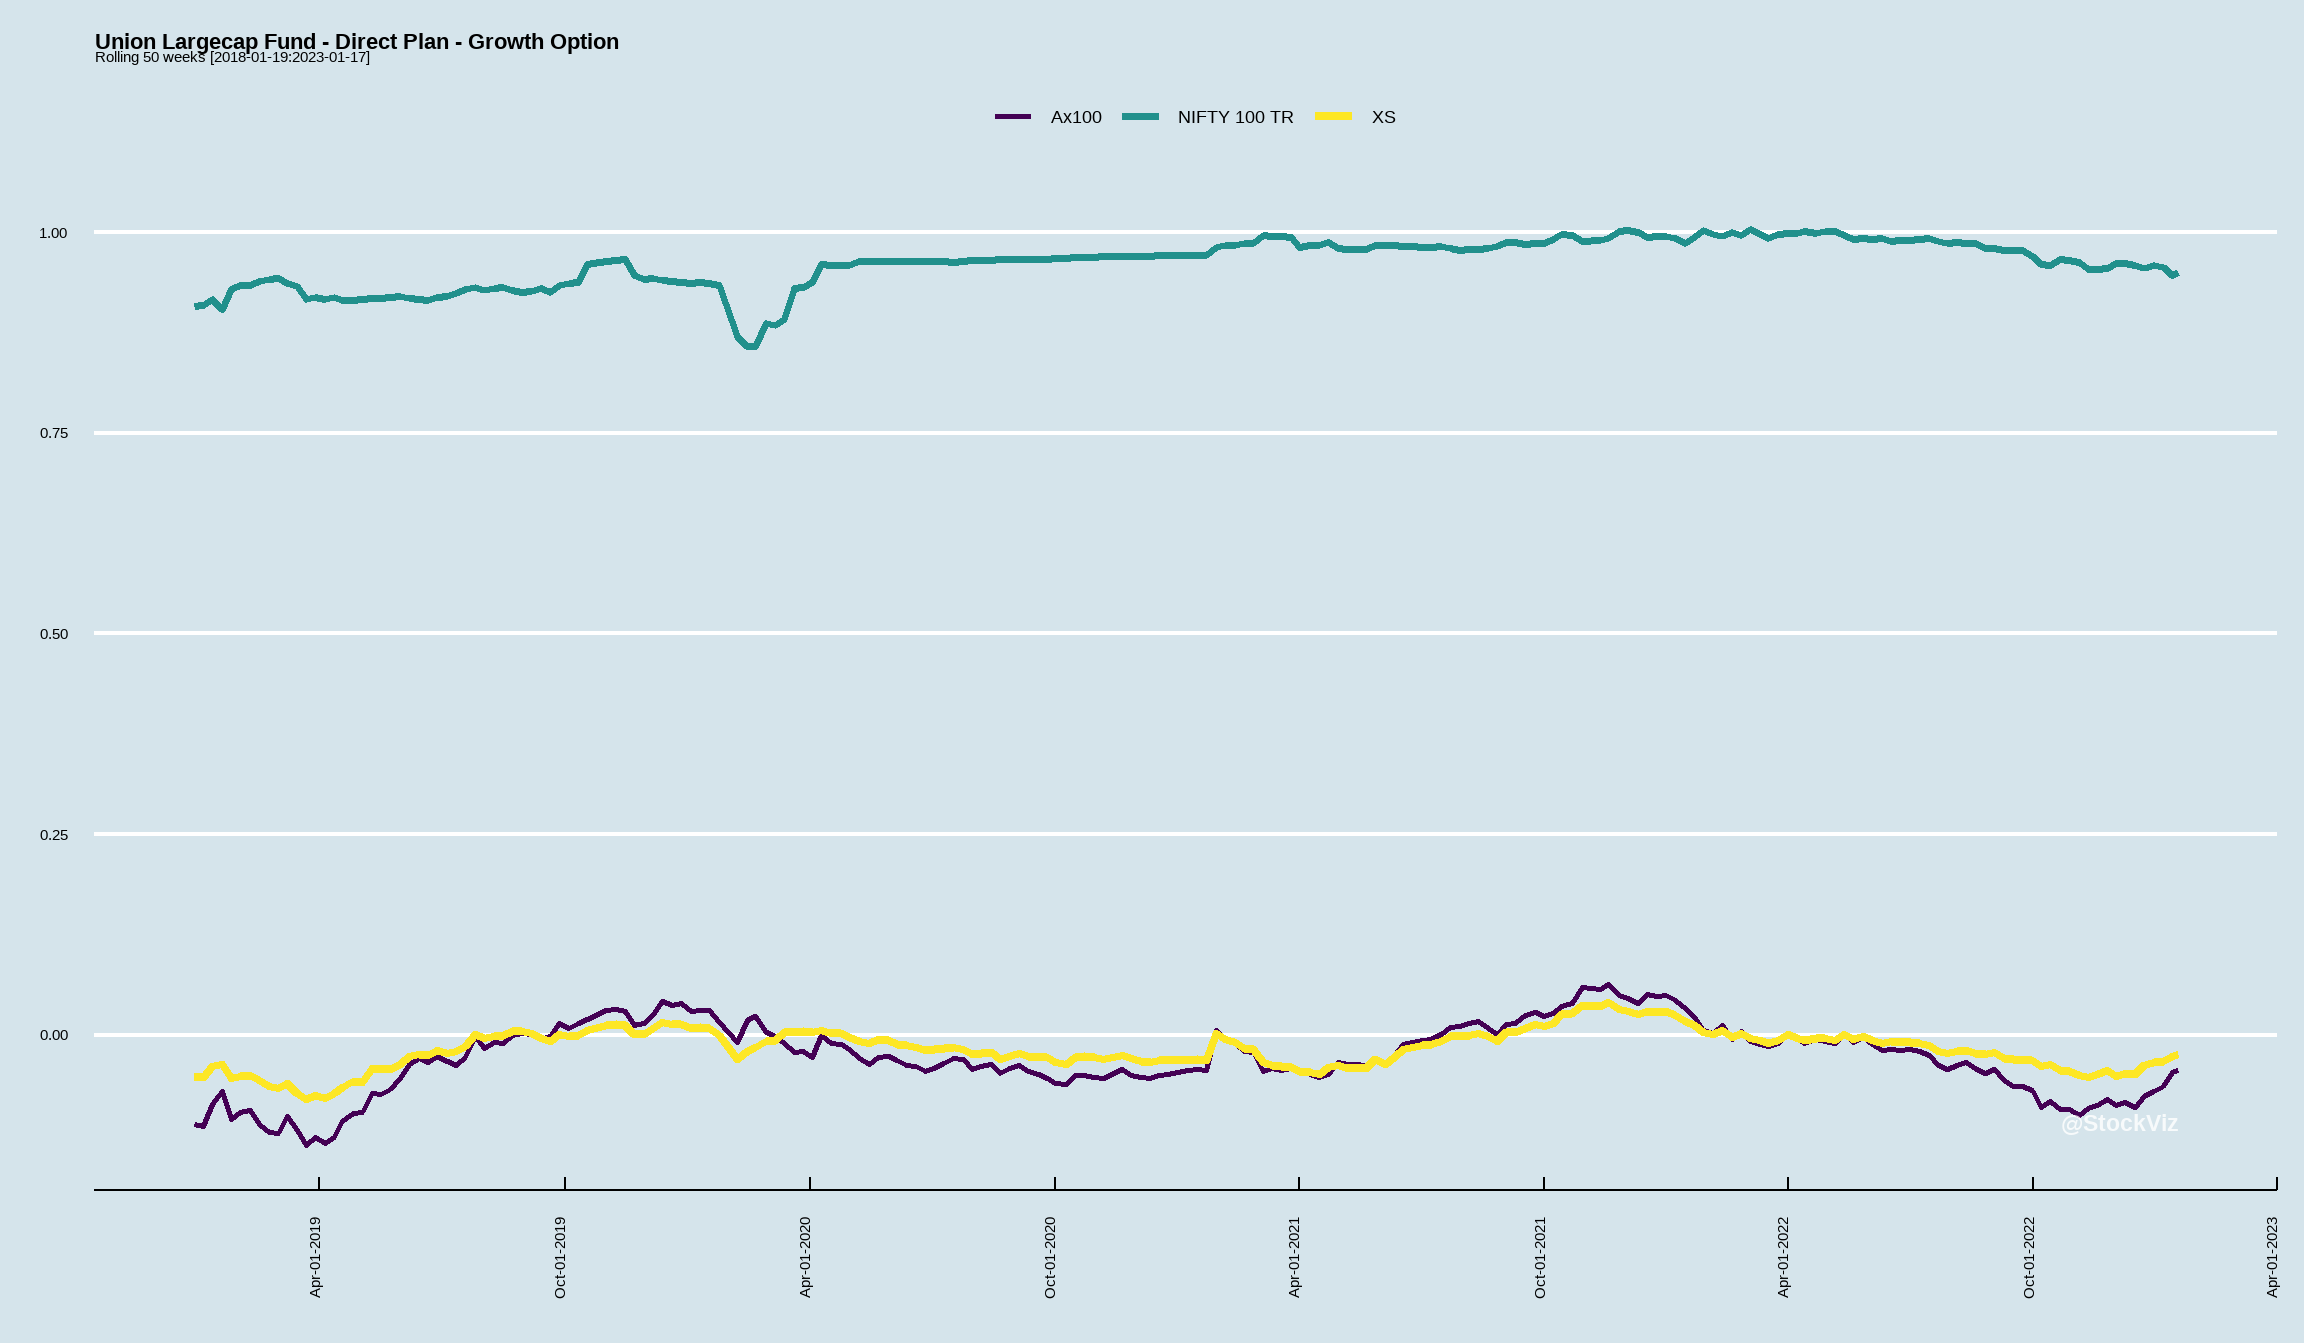 Union Largecap Fund - Direct Plan - Growth Option
Rolling 50 weeks [2018-01-19:2023-01-17]
Ax100 NIFTY 100 TR XS
1.00
0.75
0.50
0.25
0.00
@StockViz
Apr-01-2019 Oct-01-2019 Apr-01-2020 Oct-01-2020 Apr-01-2021 Oct-01-2021 Apr-01-2022 Oct-01-2022 Apr-01-2023